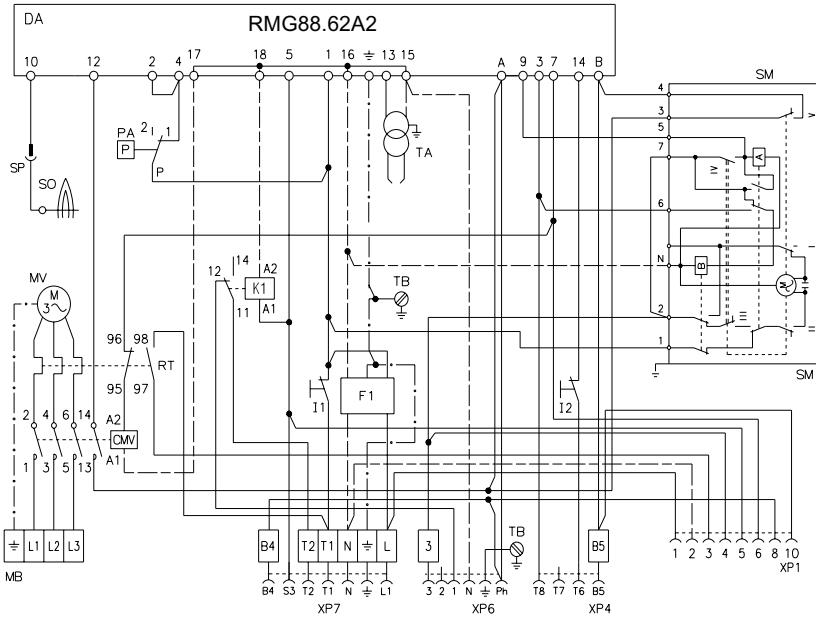 DA
RMG88.62A2
10 12 2 4 17 18 5 1 16 13 15 A 9 3 7 14 B
SM
4
3
V
5
2 1
PA
P
P
TA
SP
SO
7
IV
A
6
I
N
B
M
14
12
A2
K1
11 A1
TB
MV
M
3
2
III
II
1
SM
96 98
RT
95 97
I1
F1
I2
2 4 6 14
A2
CMV
A1
1 3 5 13
L1 L2 L3
MB
B4
T2 T1 N L
3
TB
B5
1 2 3 4 5 6 8 10
XP1
B4 S3 T2 T1 N L1
3 2 1 N Ph
T8 T7 T6 B5
XP7
XP6
XP4